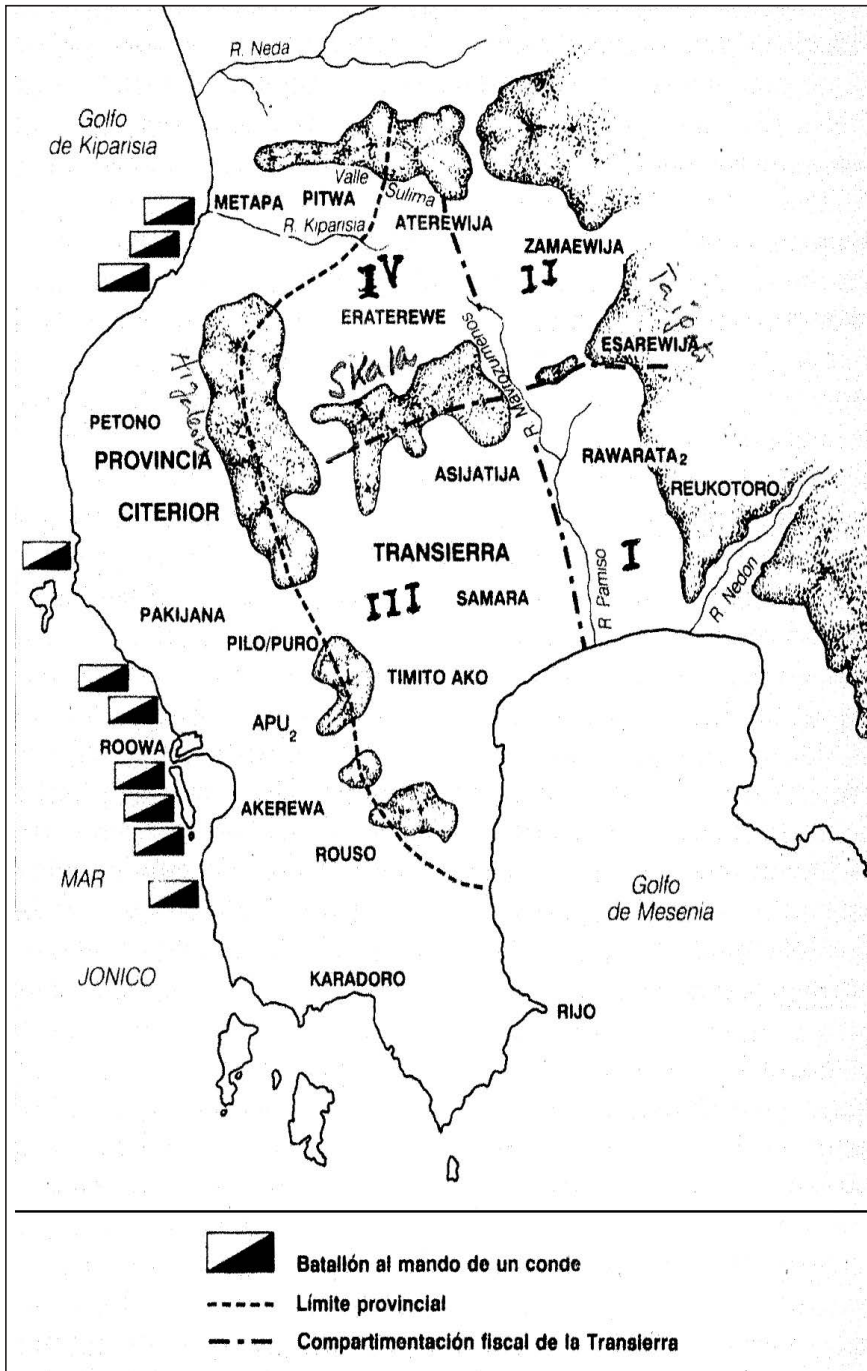 R. Neda
Golfo
de Kiparisia
Valle
Sulima
METAPA
PITWA
R. Kiparisia
ATEREWIJA
ZAMAEWIJA
IV
II
ERATEREWE
R. Mavrozumenos
ESAREWIJA
Skala
PETONO
PROVINCIA
CITERIOR
ASIJATIJA
RAWARATA2
REUKOTORO
TRANSIERRA
I
III
SAMARA
R. Pamiso
R. Nedon
PAKIJANA
PILO/PURO
TIMITO AKO
APU2
ROOWA
AKEREWA
ROUSO
MAR
JONICO
Golfo
de Mesenia
KARADORO
RIJO
Batallón al mando de un conde
Límite provincial
Compartimentación fiscal de la Transierra